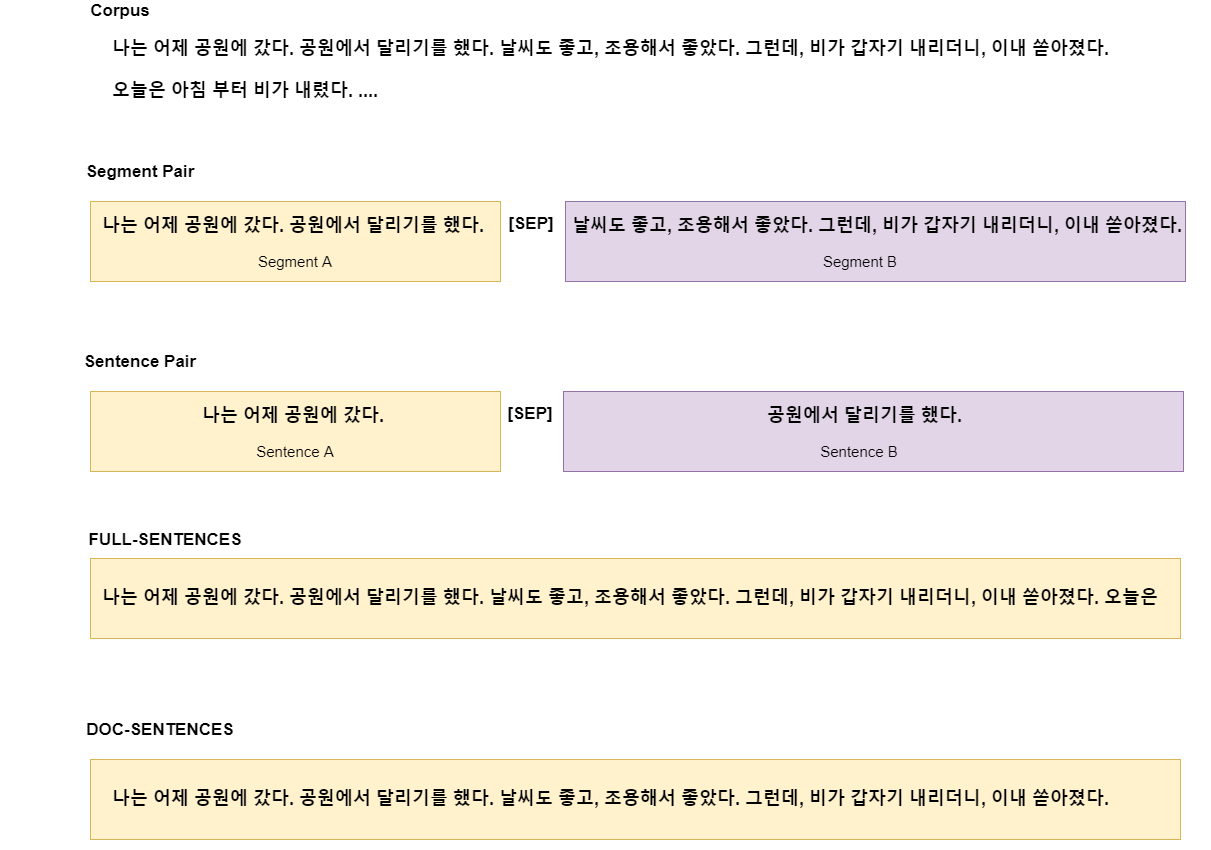 Corpus
나는 어제 공원에 갔다. 공원에서 달리기를 했다. 날씨도 좋고, 조용해서 좋았다. 그런데, 비가 갑자기 내리더니, 이내 쏟아졌다.
오늘은 아침 부터 비가 내렸다. ....
Segment Pair
나는 어제 공원에 갔다. 공원에서 달리기를 했다. [SEP] 날씨도 좋고, 조용해서 좋았다. 그런데, 비가 갑자기 내리더니, 이내 쏟아졌다.
Segment A Segment B
Sentence Pair
나는 어제 공원에 갔다. [SEP] 공원에서 달리기를 했다.
Sentence A Sentence B
FULL-SENTENCES
나는 어제 공원에 갔다. 공원에서 달리기를 했다. 날씨도 좋고, 조용해서 좋았다. 그런데, 비가 갑자기 내리더니, 이내 쏟아졌다. 오늘은
DOC-SENTENCES
나는 어제 공원에 갔다. 공원에서 달리기를 했다. 날씨도 좋고, 조용해서 좋았다. 그런데, 비가 갑자기 내리더니, 이내 쏟아졌다.